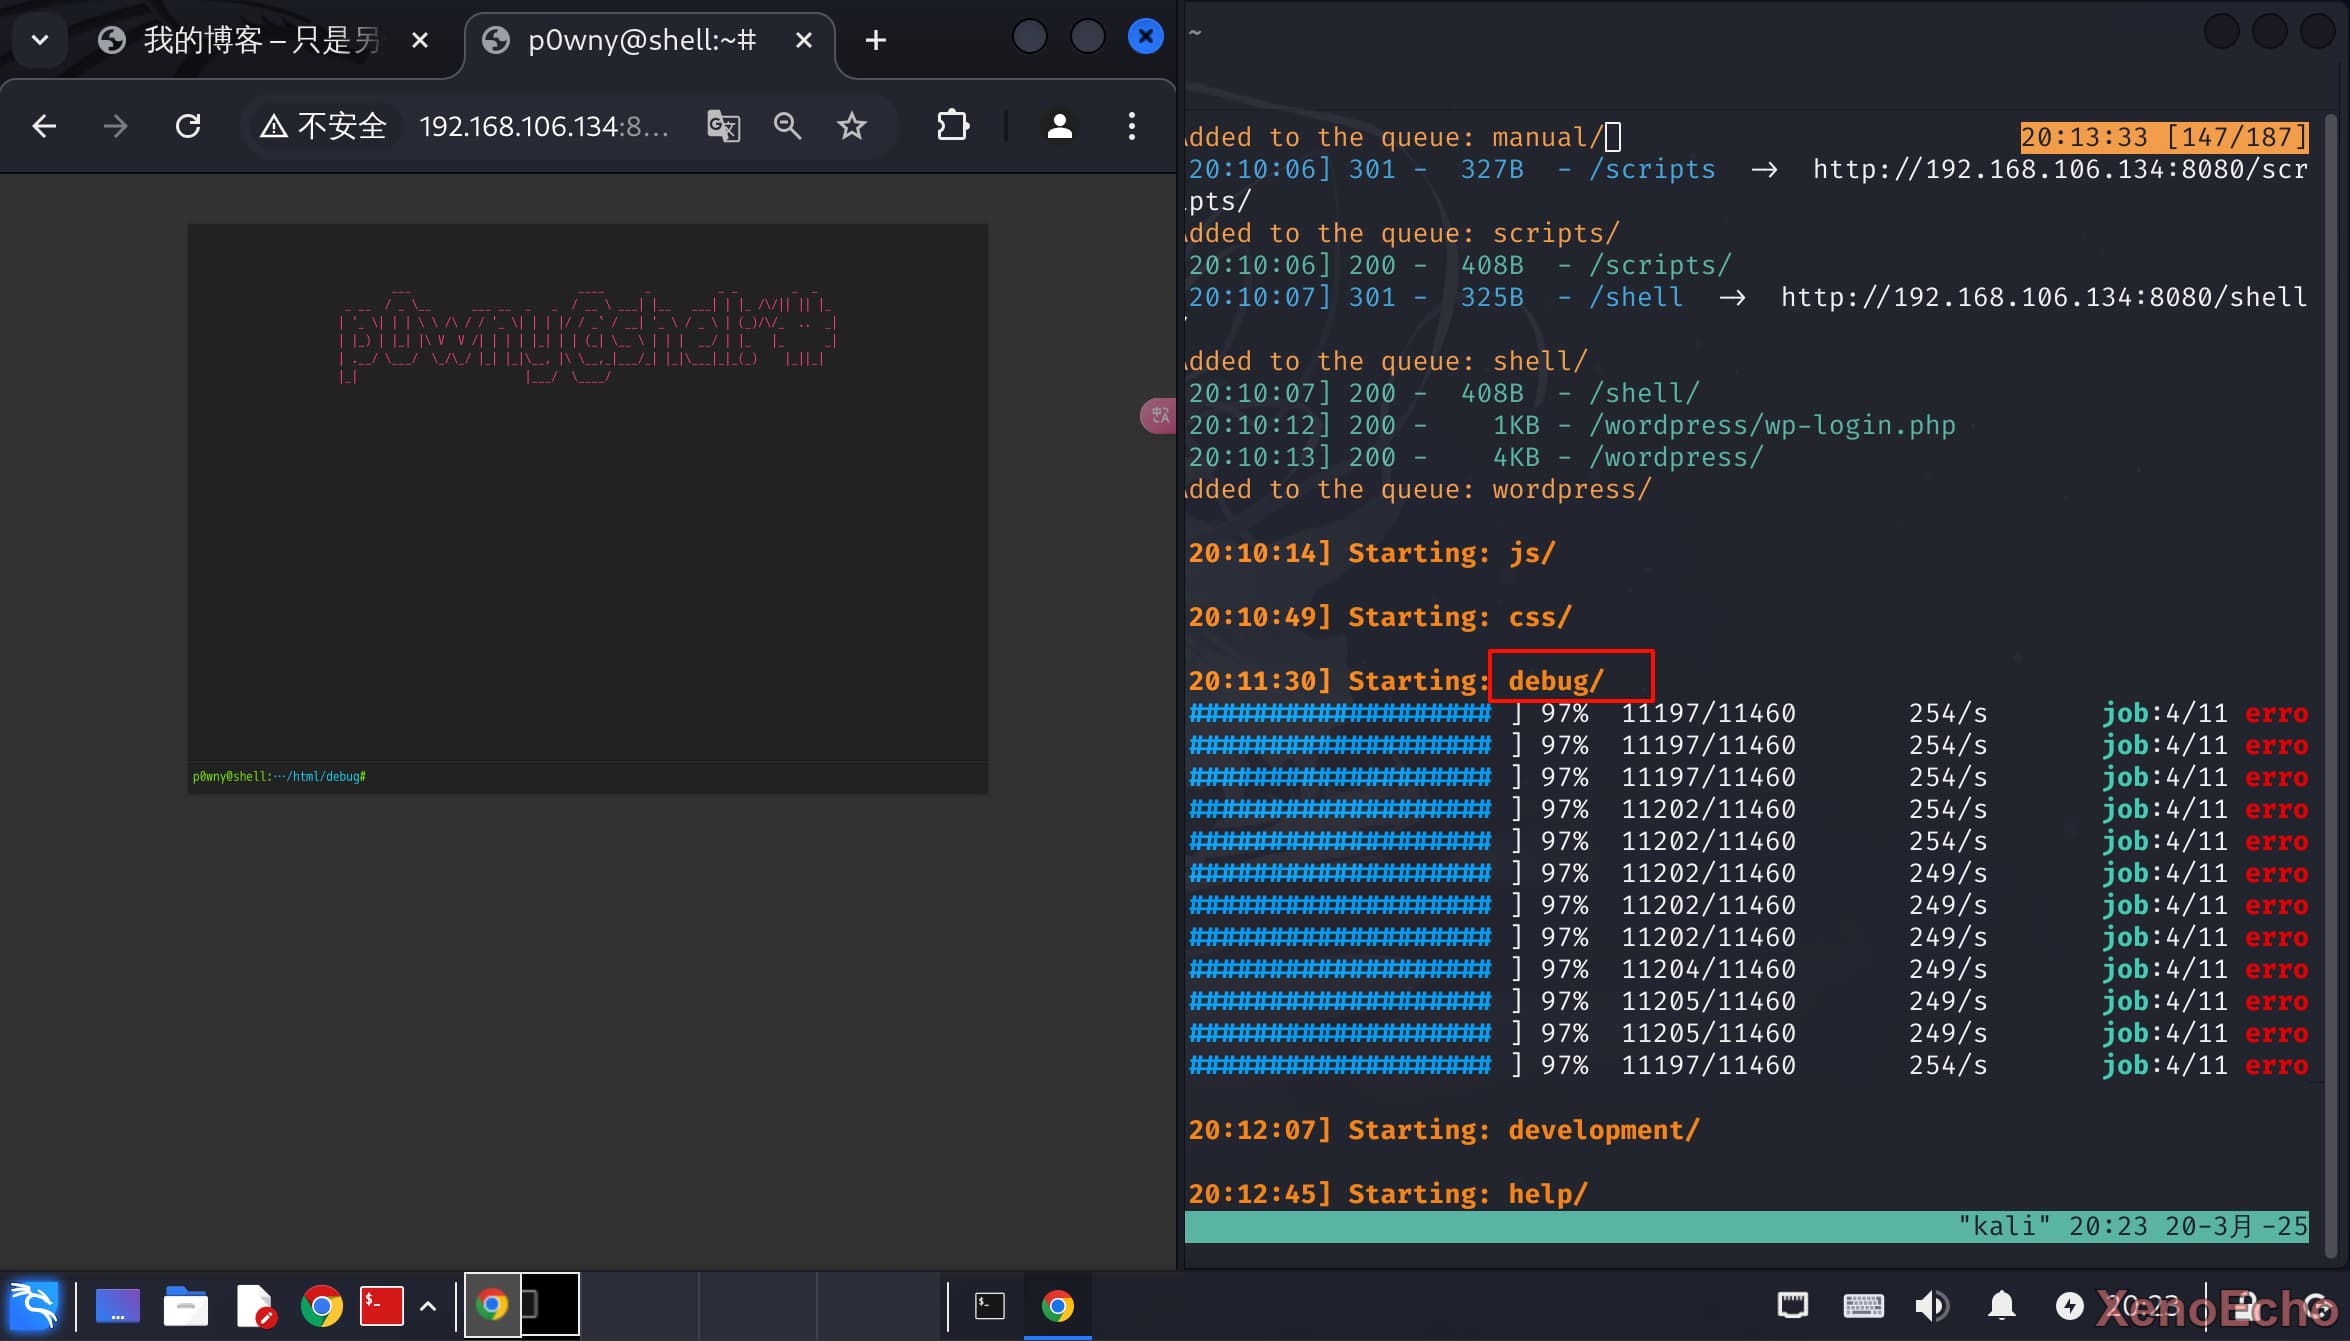 我的博客 – 只是另
p0wny@shell:~#
不安全
192.168.106.134:8…
p0wny@shell:~#
p0wny@shell:…/html/debug#
~
Added to the queue: manual/
20:13:33 [147/187]
20:10:06] 301 -  327B  - /scripts  →  http://192.168.106.134:8080/scr
ipts/
Added to the queue: scripts/
20:10:06] 200 -  408B  - /scripts/
20:10:07] 301 -  325B  - /shell  →  http://192.168.106.134:8080/shell
/
Added to the queue: shell/
20:10:07] 200 -  408B  - /shell/
20:10:12] 200 -    1KB - /wordpress/wp-login.php
20:10:13] 200 -    4KB - /wordpress/
Added to the queue: wordpress/
20:10:14] Starting: js/
20:10:49] Starting: css/
20:11:30] Starting: debug/
################### ] 97%  11197/11460       254/s       job:4/11 erro
################### ] 97%  11197/11460       254/s       job:4/11 erro
################### ] 97%  11197/11460       254/s       job:4/11 erro
################### ] 97%  11202/11460       254/s       job:4/11 erro
################### ] 97%  11202/11460       254/s       job:4/11 erro
################### ] 97%  11202/11460       249/s       job:4/11 erro
################### ] 97%  11202/11460       249/s       job:4/11 erro
################### ] 97%  11202/11460       249/s       job:4/11 erro
################### ] 97%  11204/11460       249/s       job:4/11 erro
################### ] 97%  11205/11460       249/s       job:4/11 erro
################### ] 97%  11205/11460       249/s       job:4/11 erro
################### ] 97%  11197/11460       254/s       job:4/11 erro
20:12:07] Starting: development/
20:12:45] Starting: help/
"kali" 20:23 20-3月-25
20:23
XenoEcho